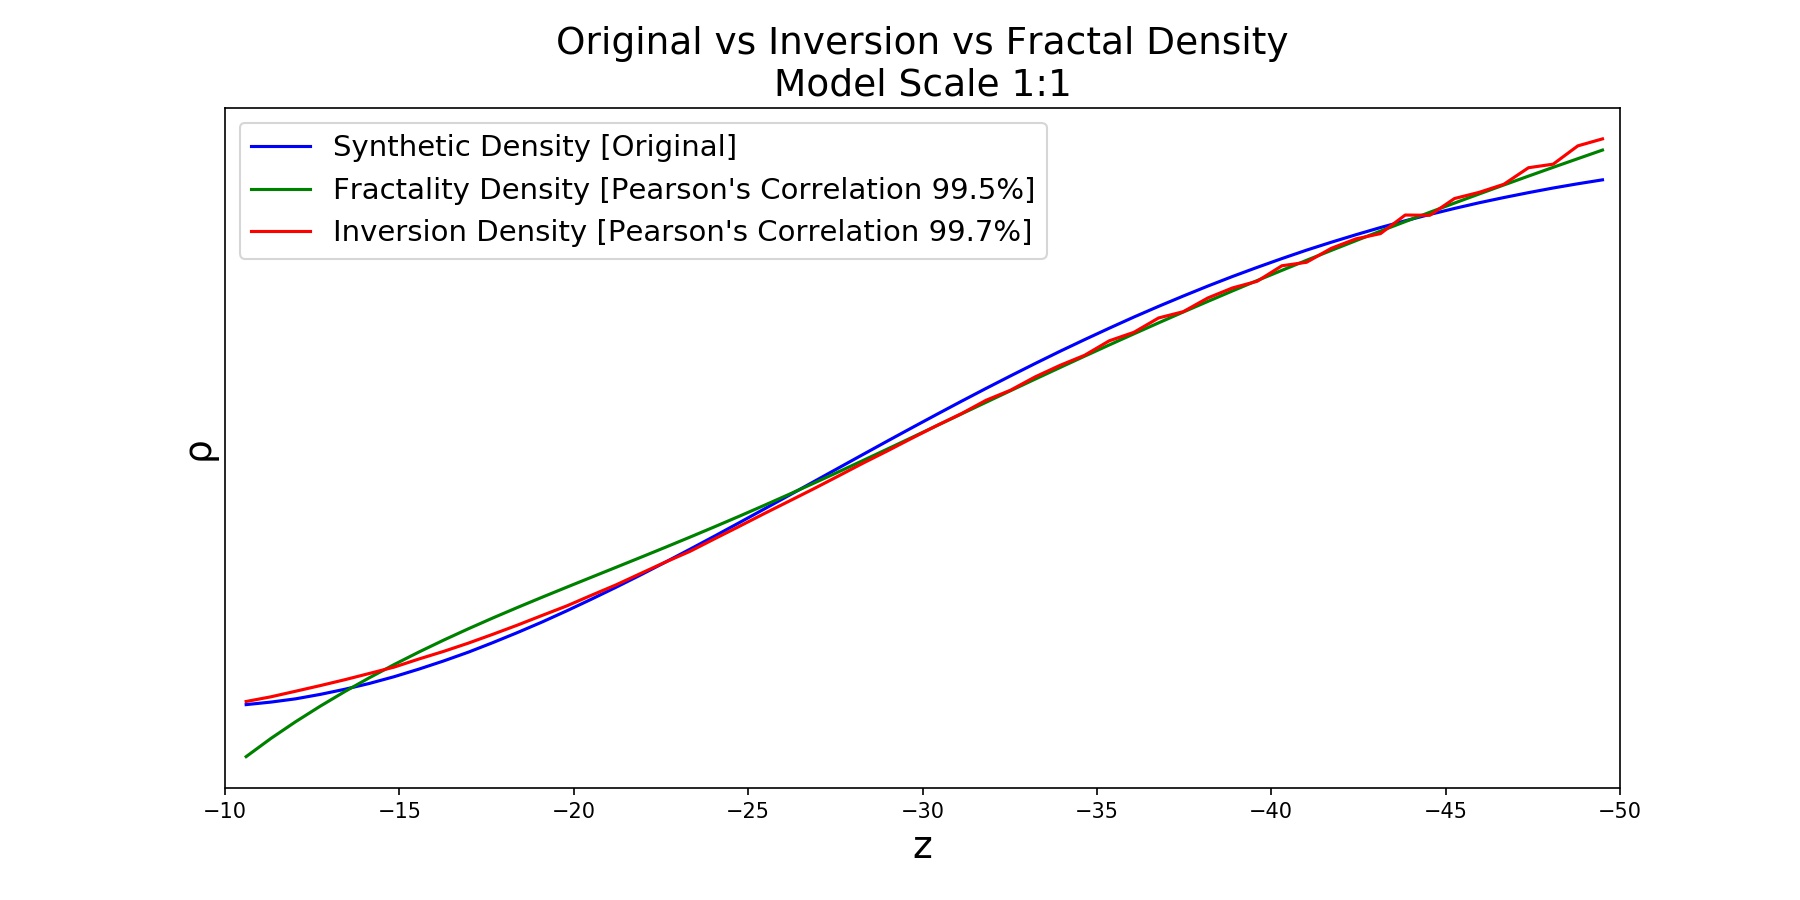 Original vs Inversion vs Fractal Density
Model Scale 1:1
Synthetic Density [Original]
Fractality Density [Pearson's Correlation 99.5%]
Inversion Density [Pearson's Correlation 99.7%]
ρ
−10 −15 −20 −25 −30 −35 −40 −45 −50
z